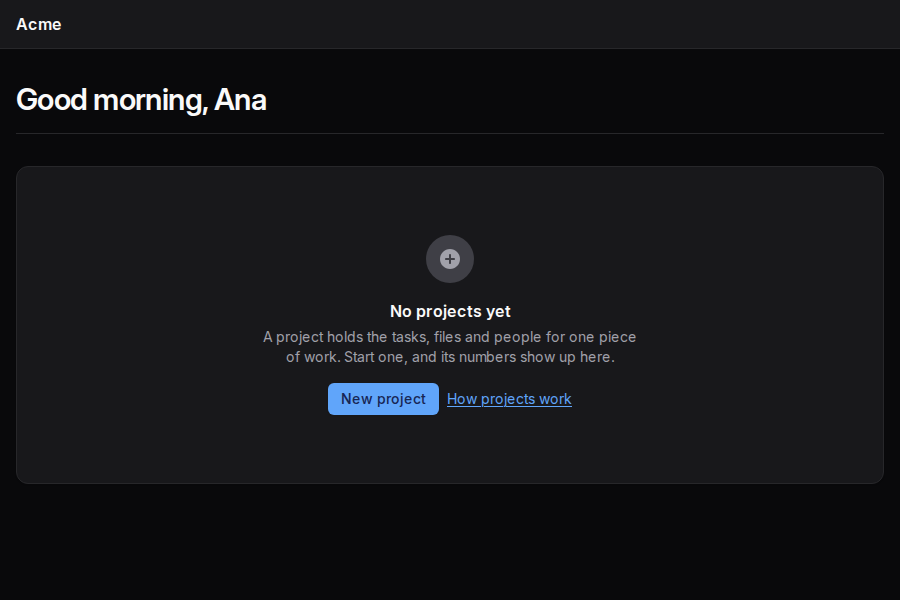 Acme
Good morning, Ana
No projects yet
A project holds the tasks, files and people for one piece
of work. Start one, and its numbers show up here.
New project
How projects work